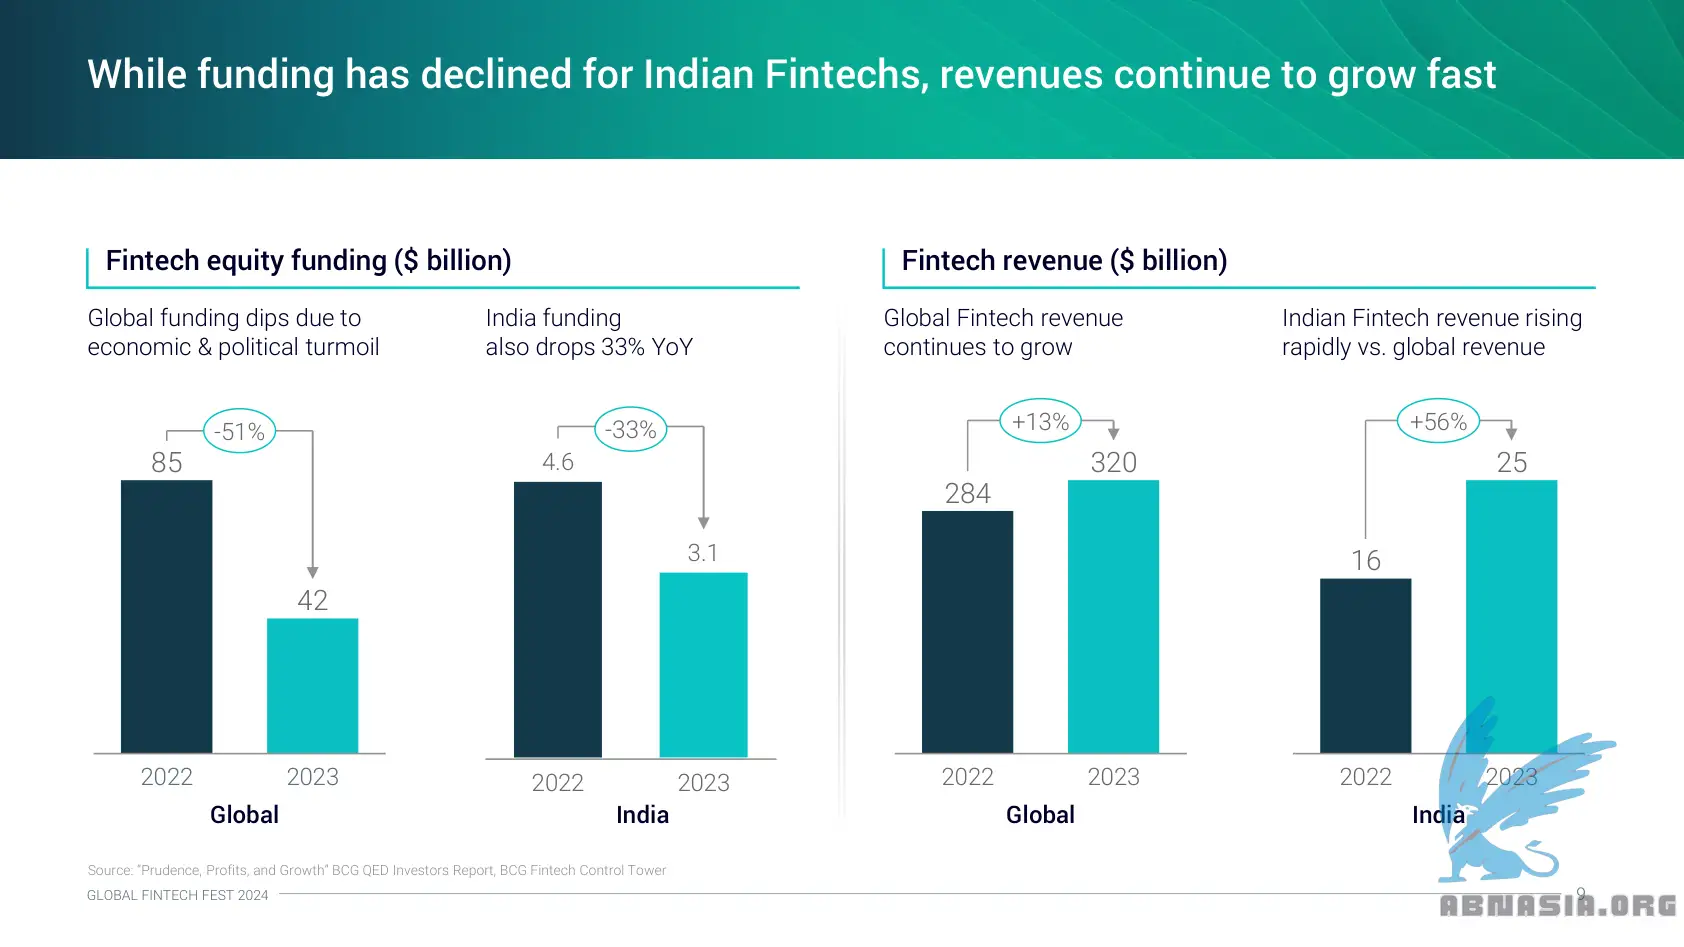 While funding has declined for Indian Fintechs, revenues continue to grow fast
Fintech equity funding ($ billion)
Global funding dips due to
economic & political turmoil
India funding
also drops 33% YoY
-51%
85
42
2022
2023
Global
-33%
4.6
3.1
2022
2023
India
Fintech revenue ($ billion)
Global Fintech revenue
continues to grow
Indian Fintech revenue rising
rapidly vs. global revenue
+13%
284
320
2022
2023
Global
+56%
16
25
2022
2023
India
Source: “Prudence, Profits, and Growth” BCG QED Investors Report, BCG Fintech Control Tower
GLOBAL FINTECH FEST 2024
9
ABNASIA.ORG